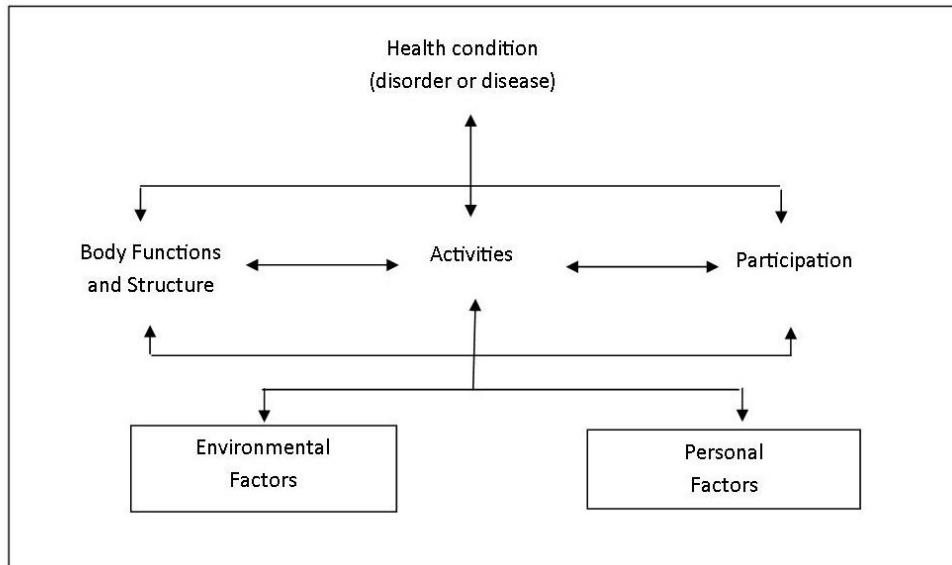 Health condition
(disorder or disease)
Body Functions
and Structure
Activities
Participation
Environmental
Factors
Personal
Factors